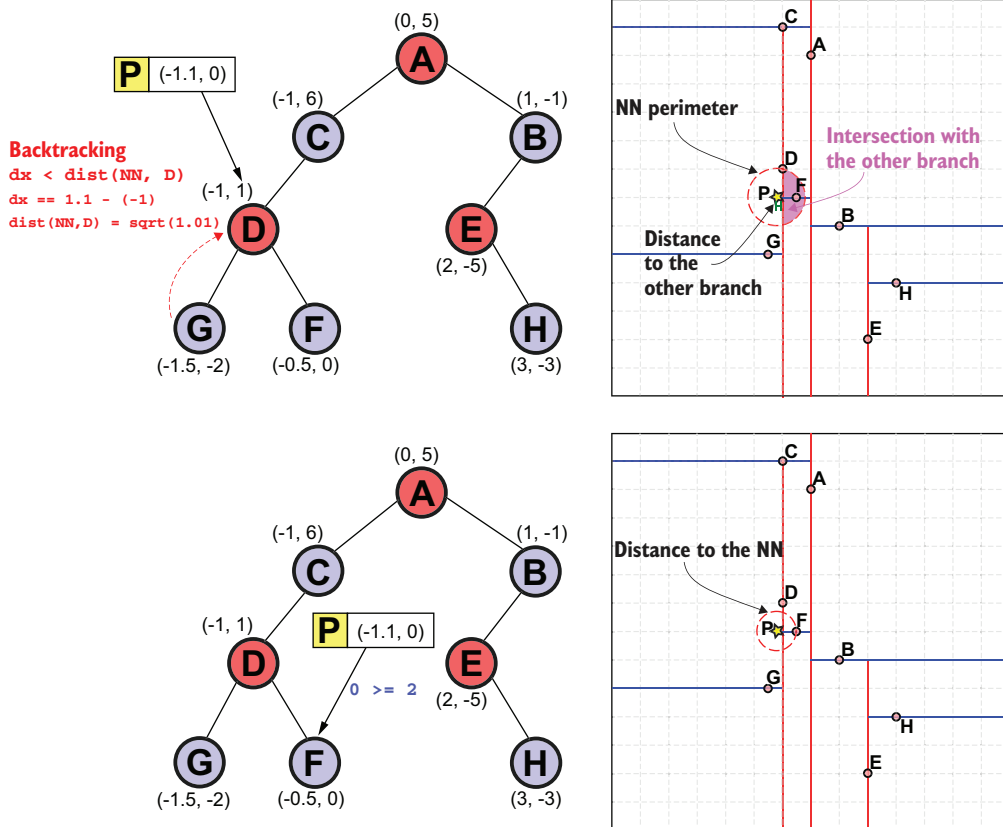 (0, 5)
A
P (-1.1, 0)
(-1, 6)
C
(1, -1)
B
Backtracking
dx < dist(NN, D)
dx == 1.1 - (-1)
dist(NN,D) = sqrt(1.01)
(-1, 1)
D
E
(2, -5)
G
(-1.5, -2)
F
(-0.5, 0)
H
(3, -3)
C
A
NN perimeter
Intersection with
the other branch
D
F
P
H
B
G
Distance
to the
other branch
H
E
(0, 5)
A
(-1, 6)
C
(1, -1)
B
P (-1.1, 0)
(-1, 1)
D
0 >= 2
E
(2, -5)
G
(-1.5, -2)
F
(-0.5, 0)
H
(3, -3)
C
A
Distance to the NN
D
P
F
B
G
H
E